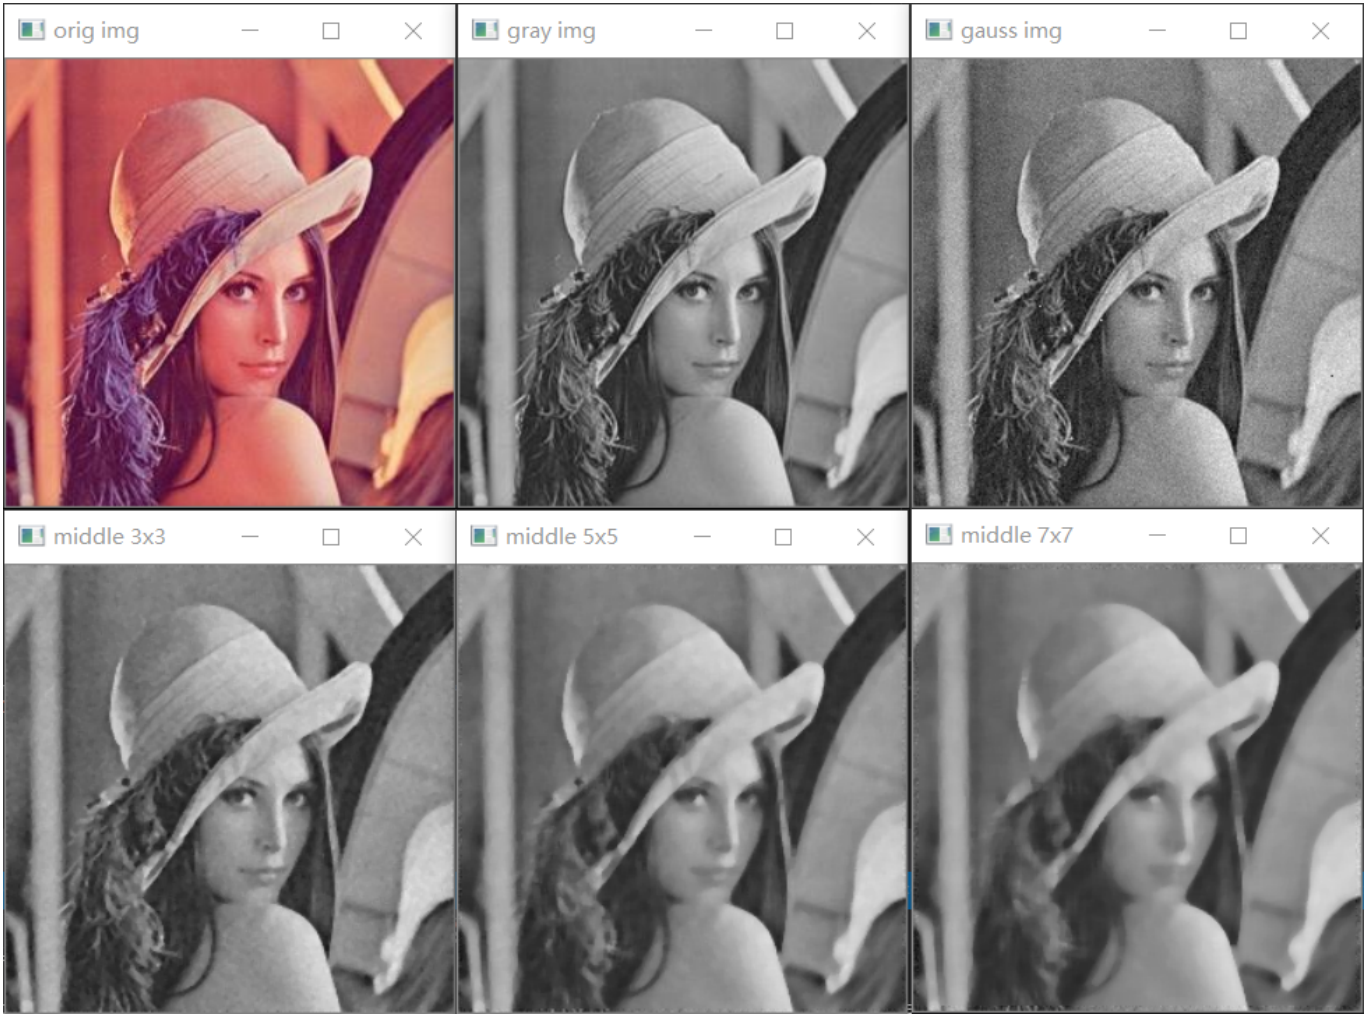 orig img
gray img
gauss img
middle 3x3
middle 5x5
middle 7x7